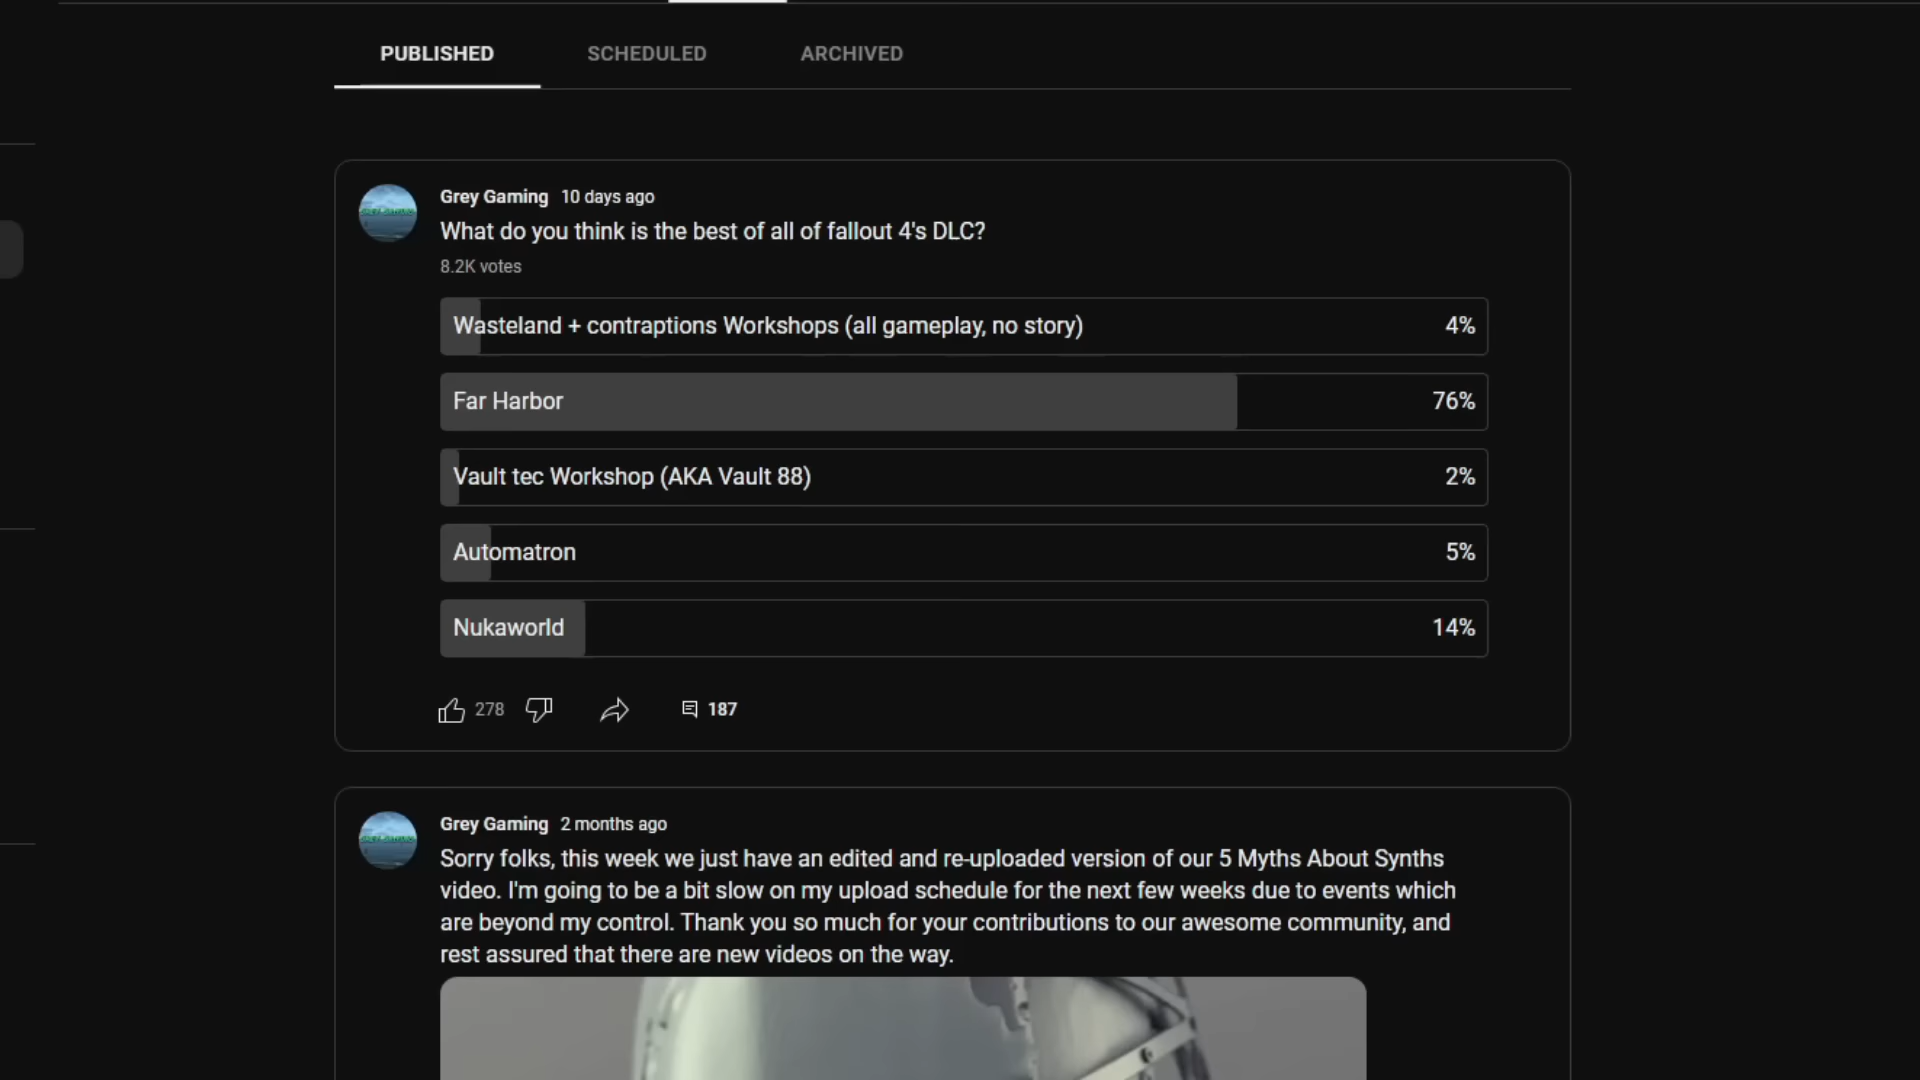 PUBLISHED
SCHEDULED
ARCHIVED
Grey Gaming 10 days ago
What do you think is the best of all of fallout 4's DLC?
8.2K votes
Wasteland + contraptions Workshops (all gameplay, no story) 4%
Far Harbor 76%
Vault tec Workshop (AKA Vault 88) 2%
Automatron 5%
Nukaworld 14%
278
187
Grey Gaming 2 months ago
Sorry folks, this week we just have an edited and re-uploaded version of our 5 Myths About Synths
video. I'm going to be a bit slow on my upload schedule for the next few weeks due to events which
are beyond my control. Thank you so much for your contributions to our awesome community, and
rest assured that there are new videos on the way.